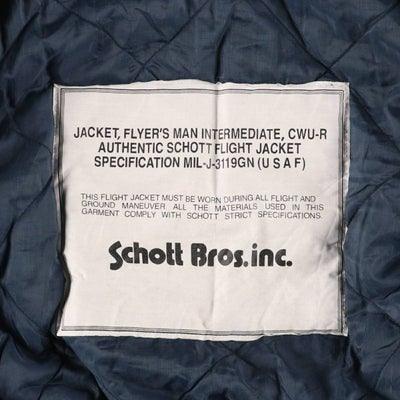 JACKET, FLYER'S MAN INTERMEDIATE, CWU-R
AUTHENTIC SCHOTT FLIGHT JACKET
SPECIFICATION MIL-J-3119GN (U S A F)
THIS FLIGHT JACKET MUST BE WORN DURING ALL FLIGHT AND
GROUND MANEUVER ALL THE MATERIALS USED IN THIS
GARMENT COMPLY WITH SCHOTT STRICT SPECIFICATIONS.
Schott Bros.inc.